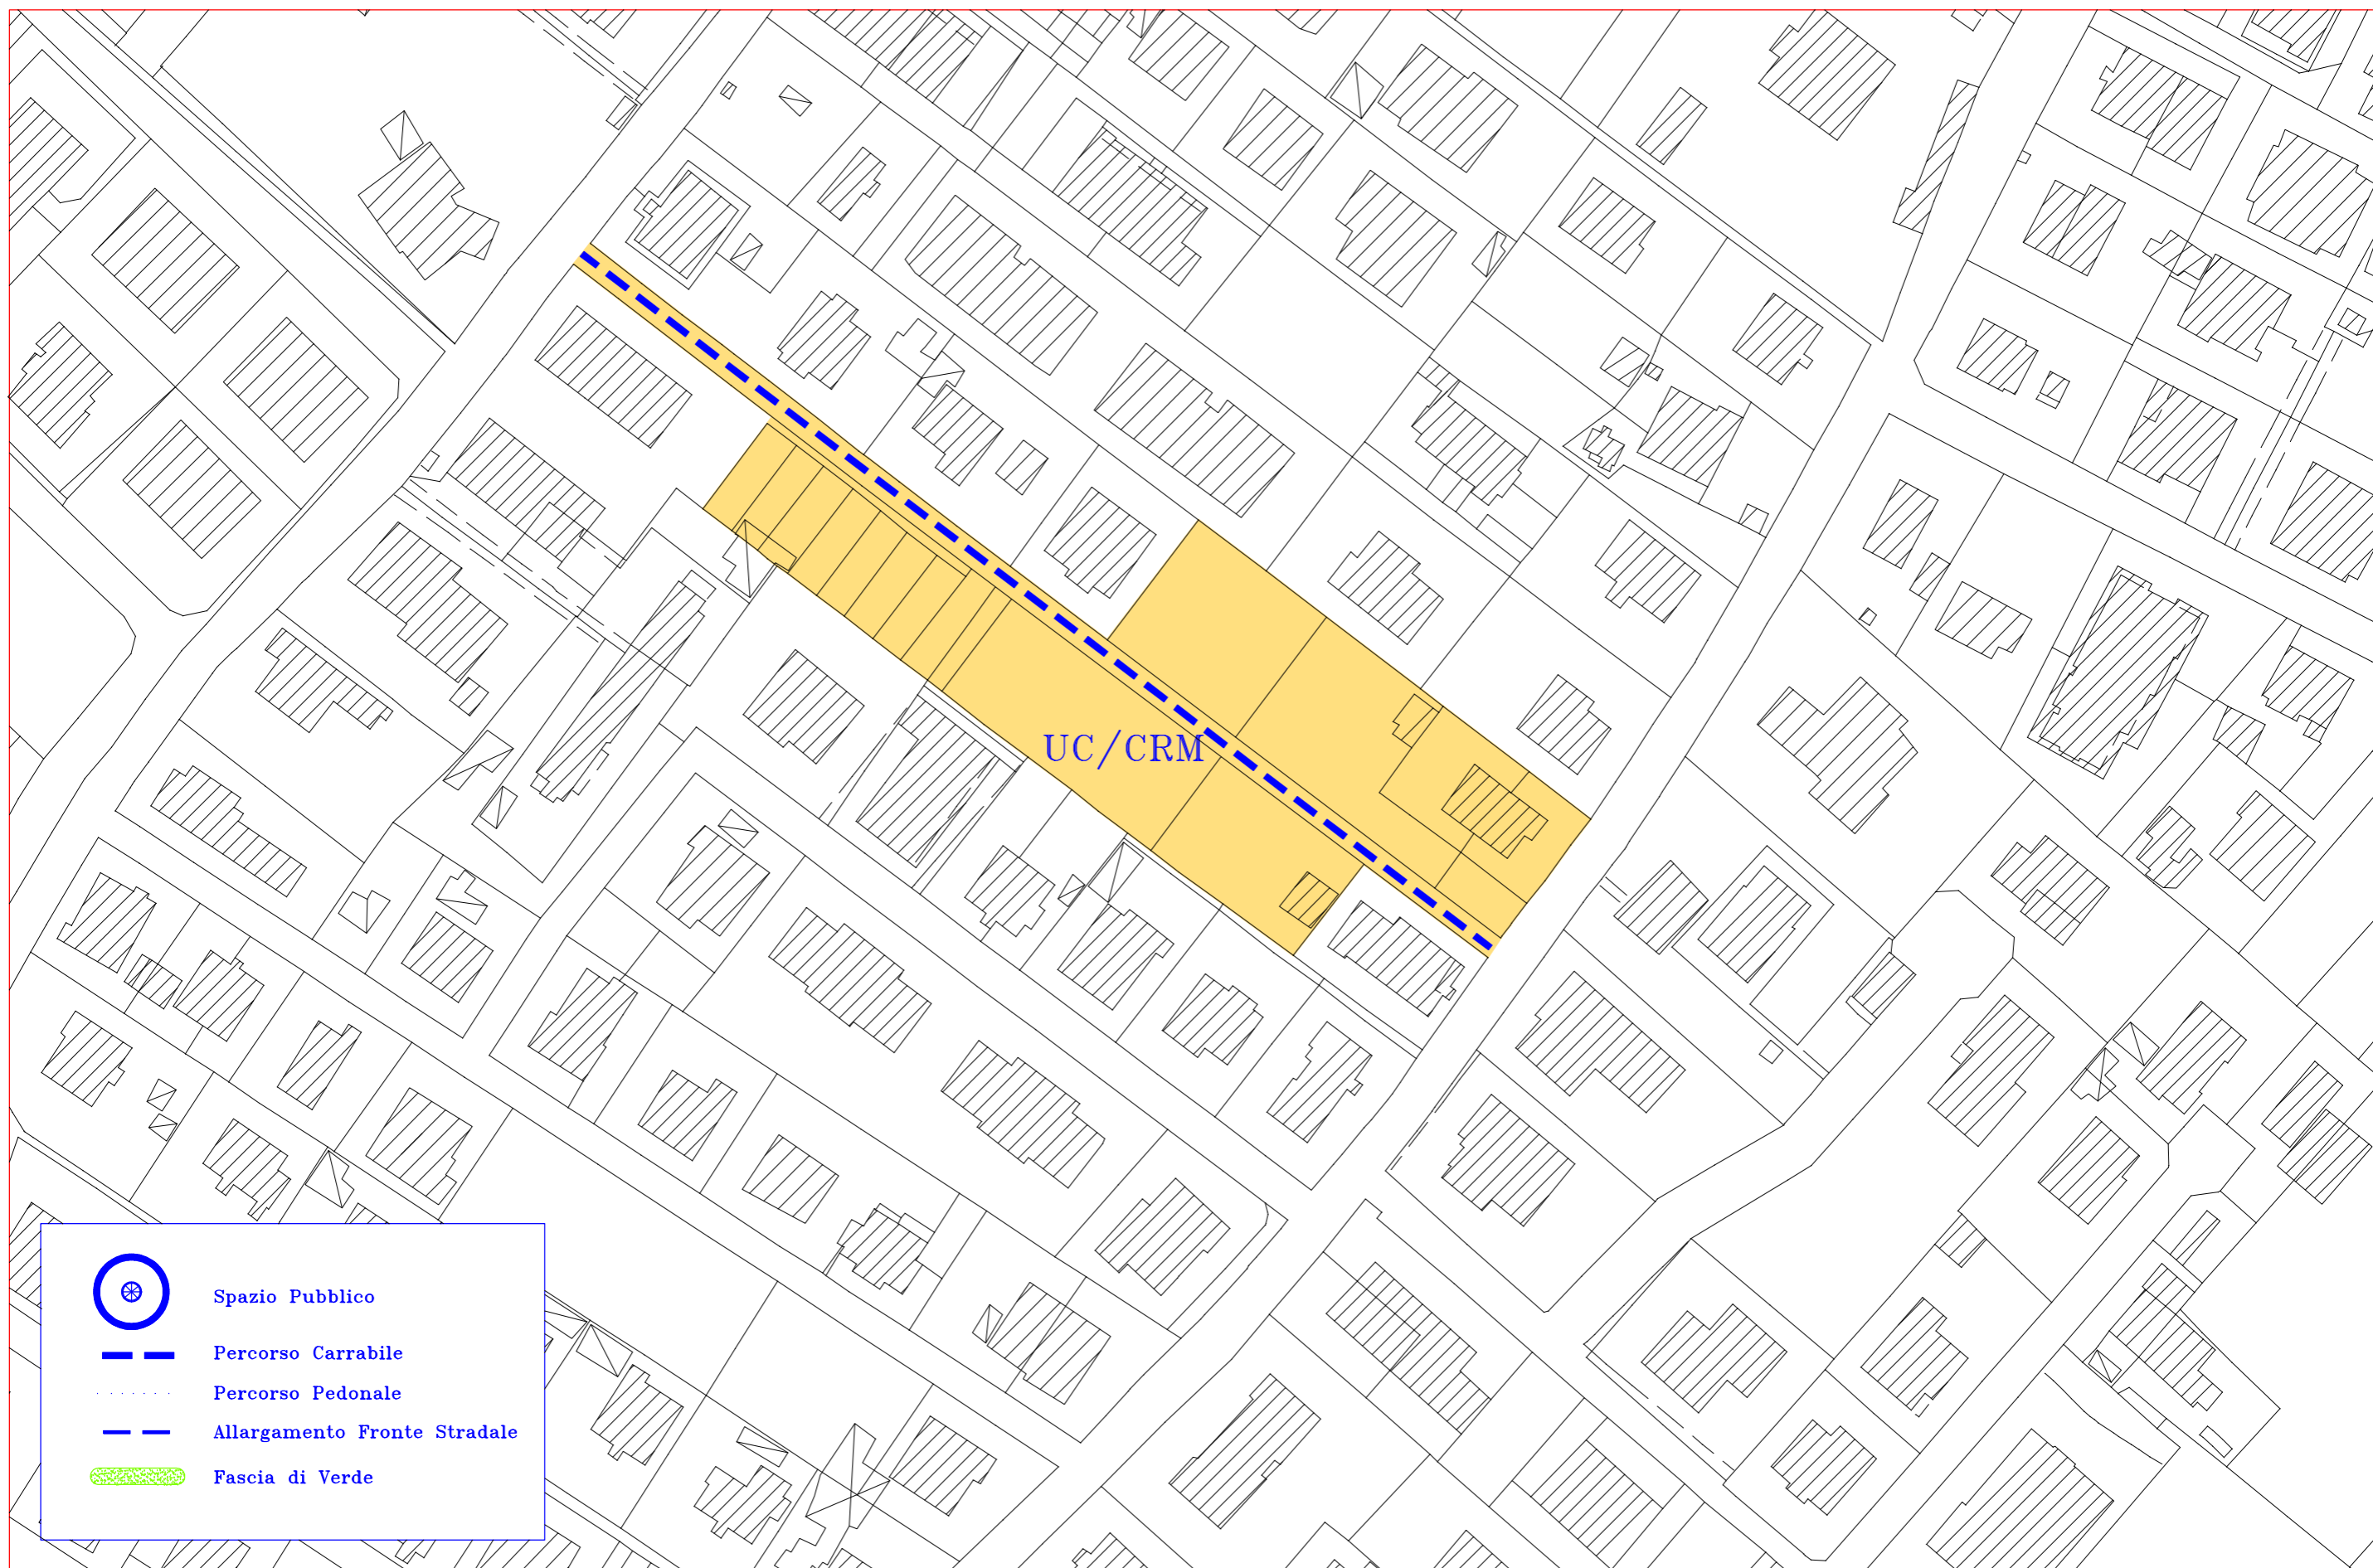 UC/CRM
Spazio Pubblico
Percorso Carrabile
Percorso Pedonale
Allargamento Fronte Stradale
Fascia di Verde